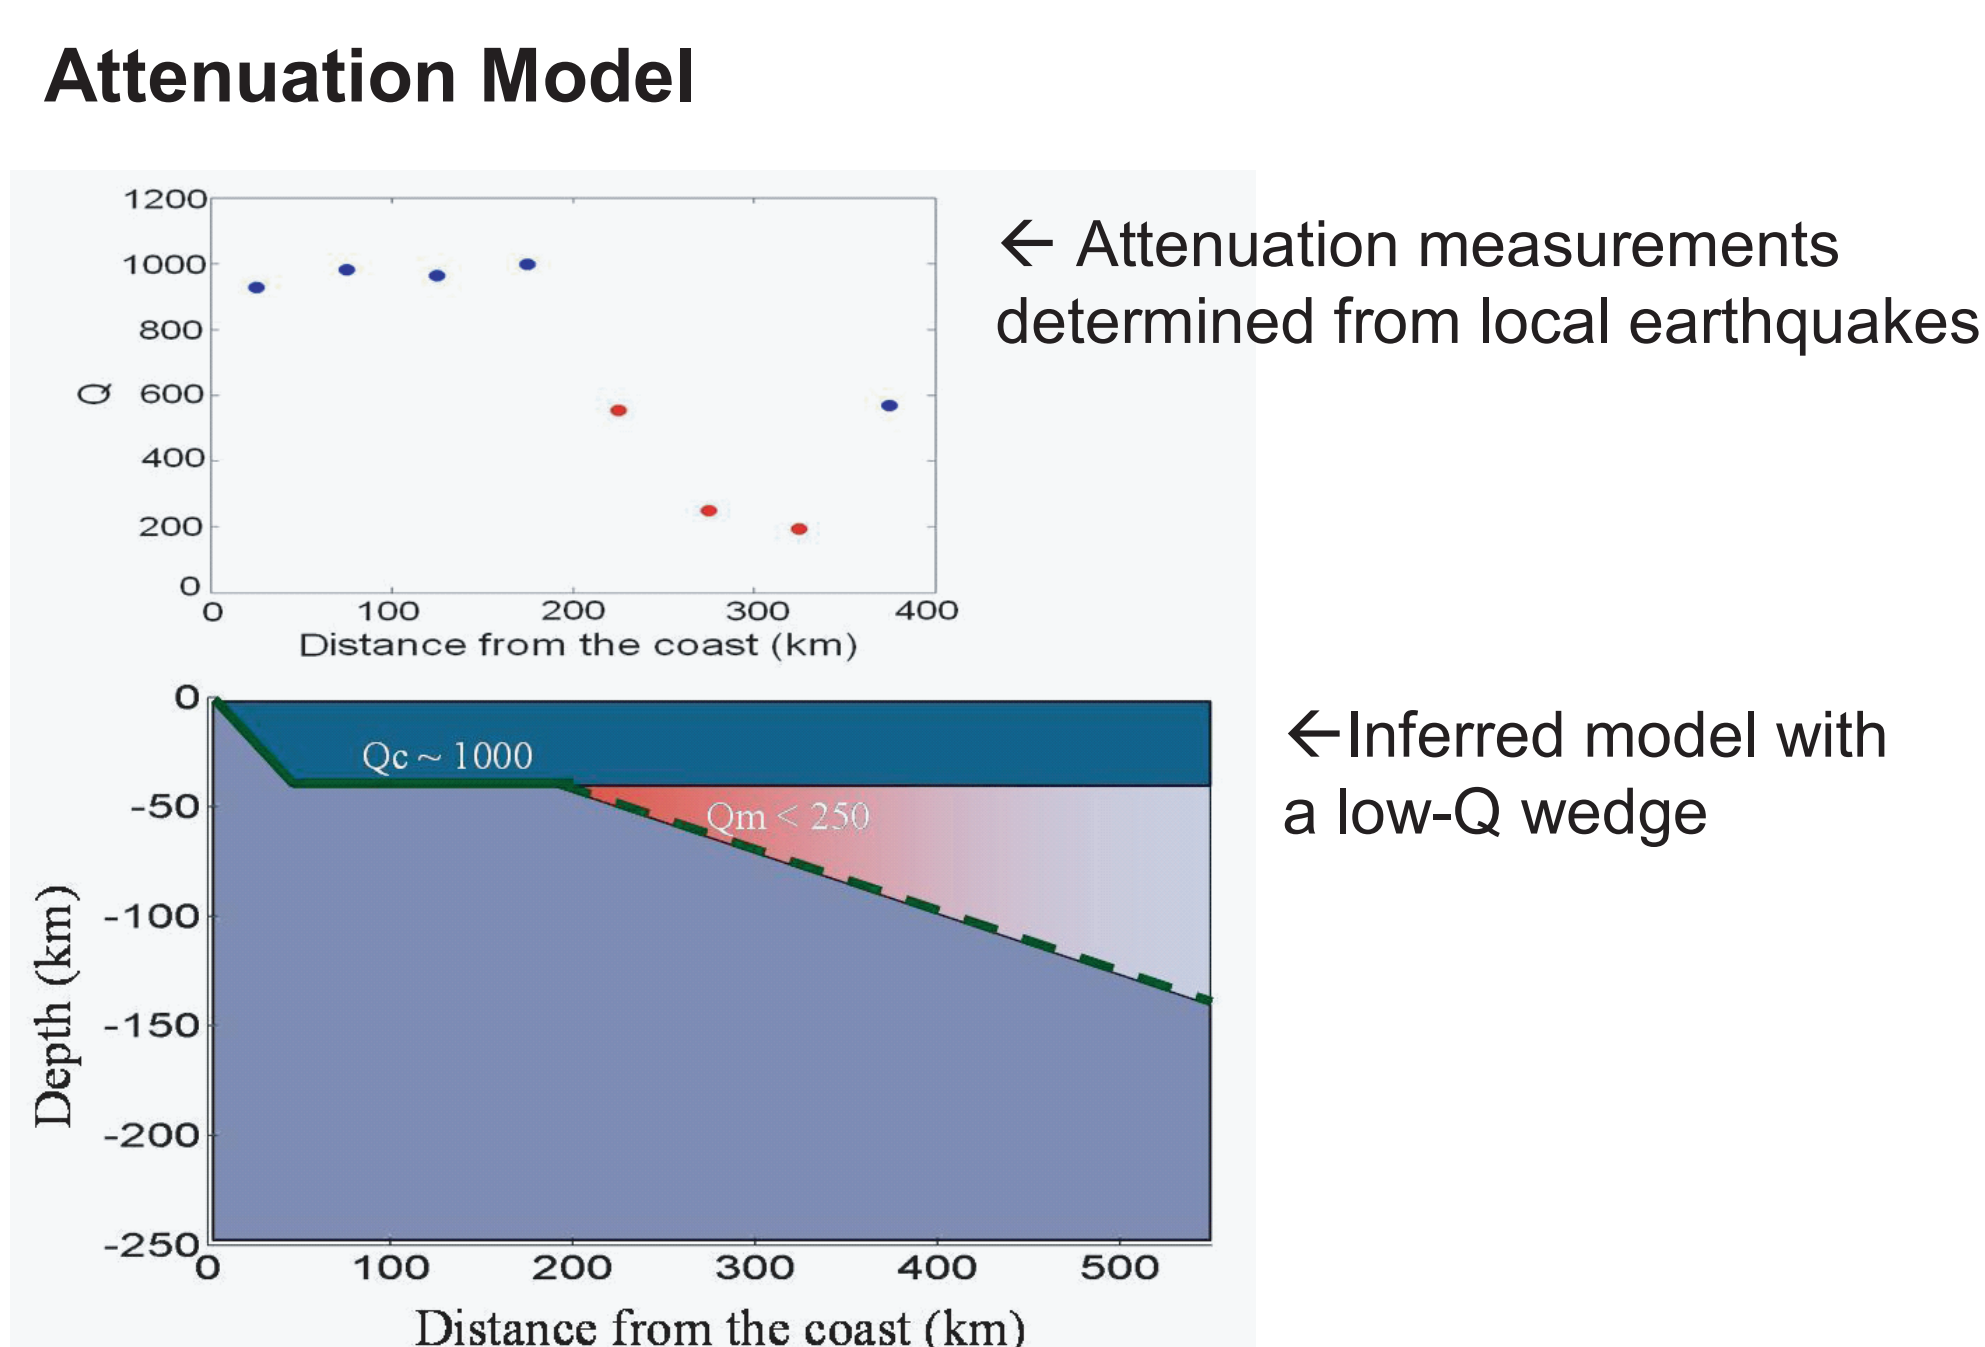 Attenuation Model
1200
1000
800
600
400
200
0
Q
0 100 200 300 400
Distance from the coast (km)
← Attenuation measurements
determined from local earthquakes
0
-50
-100
-150
-200
-250
Depth (km)
Qc ~ 1000
Qm < 250
0 100 200 300 400 500
Distance from the coast (km)
←Inferred model with
a low-Q wedge